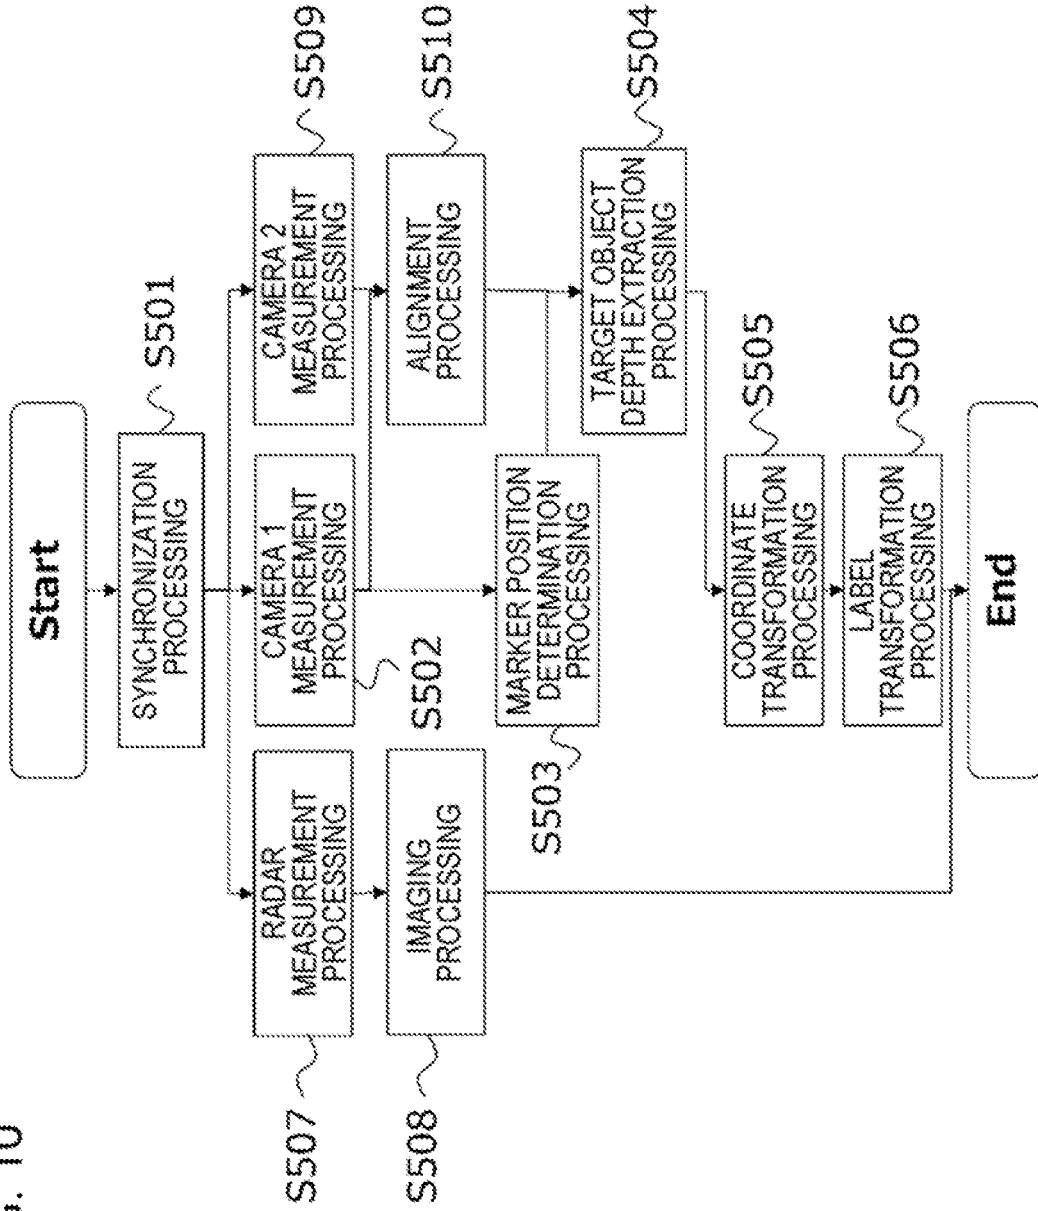 10
Start
SYNCHRONIZATION
PROCESSING
S501
RADAR
MEASUREMENT
PROCESSING
S507
CAMERA 1
MEASUREMENT
PROCESSING
S502
CAMERA 2
MEASUREMENT
PROCESSING
S509
IMAGING
PROCESSING
S508
ALIGNMENT
PROCESSING
S510
MARKER POSITION
DETERMINATION
PROCESSING
S503
TARGET OBJECT
DEPTH EXTRACTION
PROCESSING
S504
COORDINATE
TRANSFORMATION
PROCESSING
S505
LABEL
TRANSFORMATION
PROCESSING
S506
End